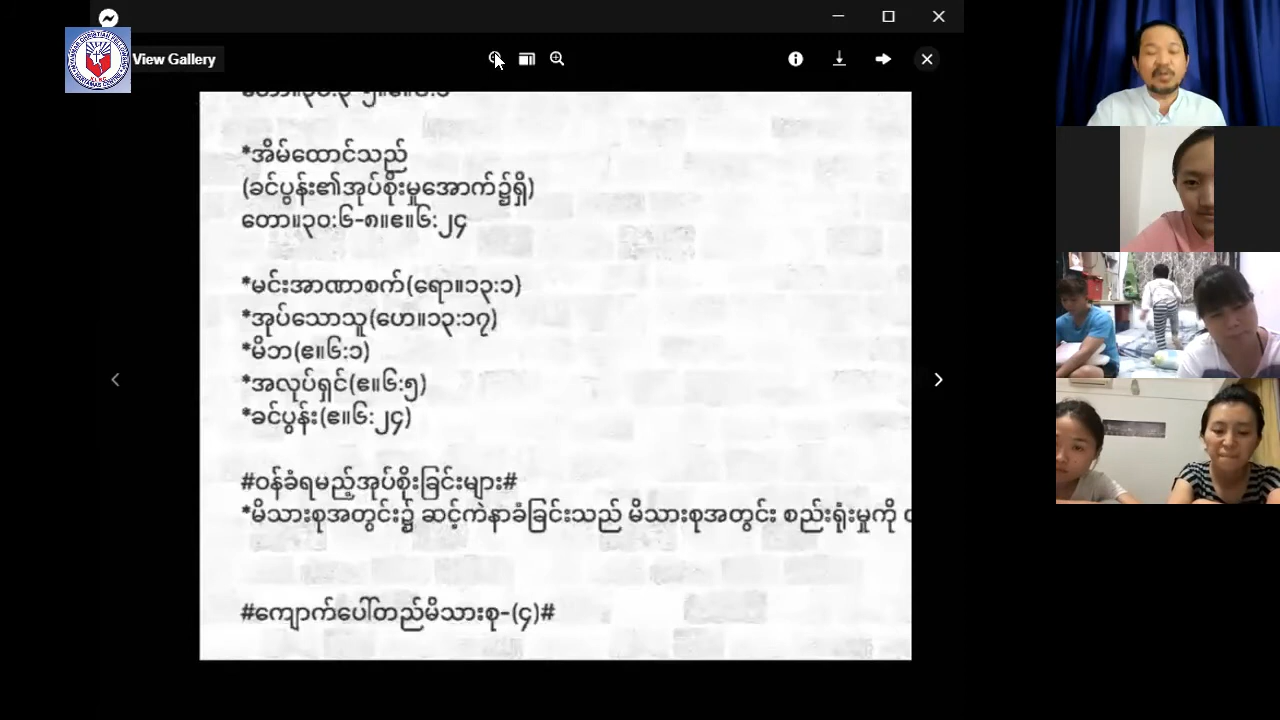 View Gallery
*အိမ်ထောင်သည်
(ခင်ပွန်း၏အုပ်စိုးမှုအောက်၌ရှိ)
တော။၃၀:၆-၈။ဧ။၆:၂၄
*မင်းအာဏာစက်(ရော။၁၃:၁)
*အုပ်သောသူ(ဟေ။၁၃:၁၇)
*မိဘ(ဧ။၆:၁)
*အလုပ်ရှင်(ဧ။၆:၅)
*ခင်ပွန်း(ဧ။၆:၂၄)
#ဝန်ခံရမည့်အုပ်စိုးခြင်းများ#
*မိသားစုအတွင်း၌ ဆင့်ကဲနာခံခြင်းသည် မိသားစုအတွင်း စည်းရုံးမှုကို
#ကျောက်ပေါ်တည်မိသားစု-(၄)#